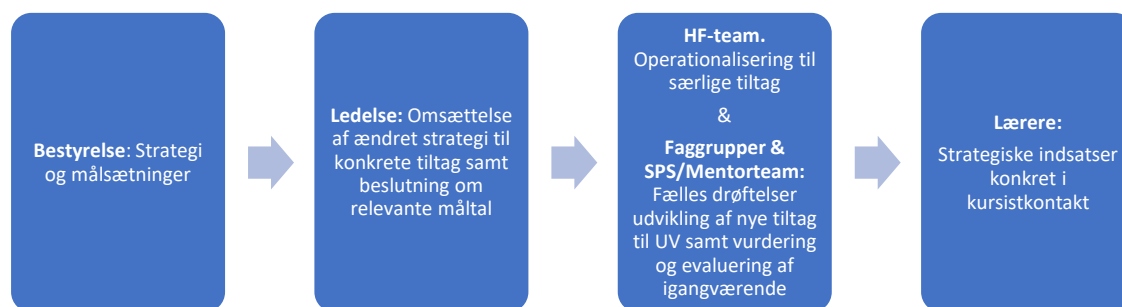 Bestyrelse: Strategi
og målsætninger
Ledelse: Omsættelse
af ændret strategi til
konkrete tiltag samt
beslutning om
relevante måltal
HF-team.
Operationalisering til
særlige tiltag
&
Faggrupper &
SPS/Mentorteam:
Fælles drøftelser
udvikling af nye tiltag
til UV samt vurdering
og evaluering af
igangværende
Lærere:
Strategiske indsatser
konkret i
kursistkontakt